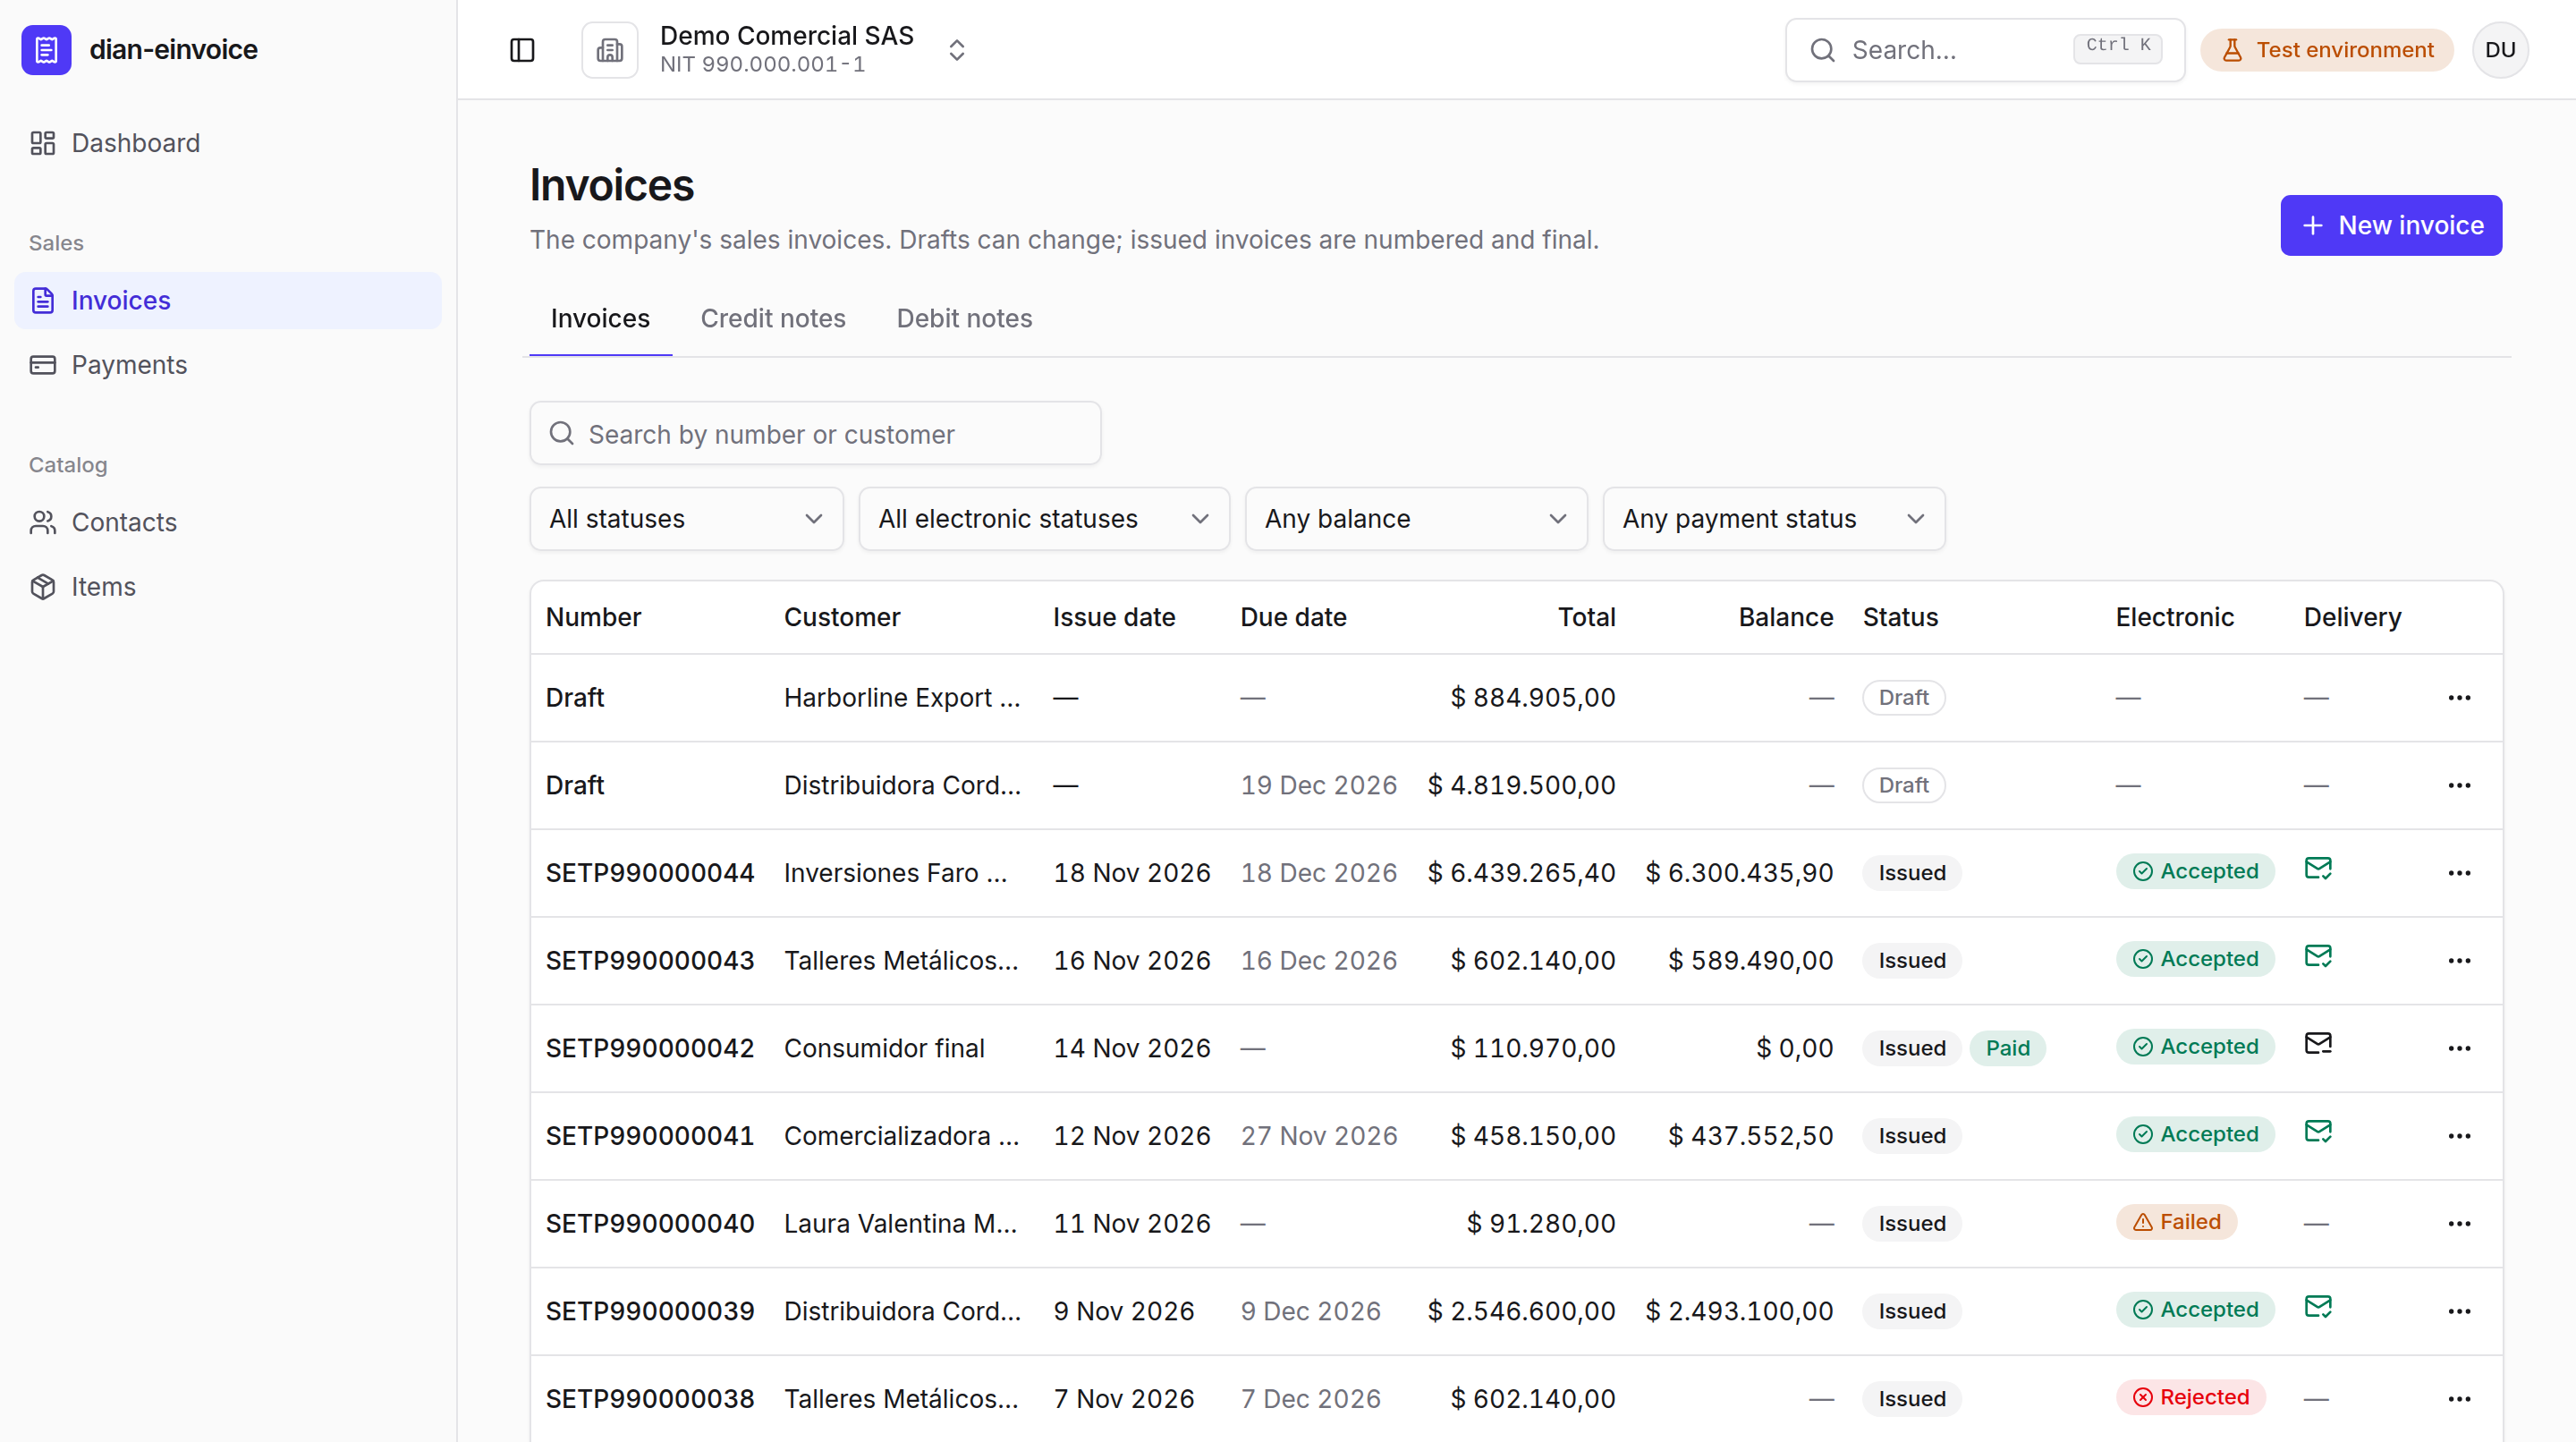 dian-einvoice
Demo Comercial SAS
NIT 990.000.001-1
Search...
Ctrl K
Test environment
DU
Dashboard
Sales
Invoices
Payments
Catalog
Contacts
Items
Invoices
The company's sales invoices. Drafts can change; issued invoices are numbered and final.
New invoice
Invoices Credit notes Debit notes
Search by number or customer
All statuses All electronic statuses Any balance Any payment status
Number Customer Issue date Due date Total Balance Status Electronic Delivery
Draft Harborline Export ... — — $ 884.905,00 — Draft — —
Draft Distribuidora Cord... — 19 Dec 2026 $ 4.819.500,00 — Draft — —
SETP990000044 Inversiones Faro ... 18 Nov 2026 18 Dec 2026 $ 6.439.265,40 $ 6.300.435,90 Issued Accepted
SETP990000043 Talleres Metálicos... 16 Nov 2026 16 Dec 2026 $ 602.140,00 $ 589.490,00 Issued Accepted
SETP990000042 Consumidor final 14 Nov 2026 — $ 110.970,00 $ 0,00 Issued Paid Accepted
SETP990000041 Comercializadora ... 12 Nov 2026 27 Nov 2026 $ 458.150,00 $ 437.552,50 Issued Accepted
SETP990000040 Laura Valentina M... 11 Nov 2026 — $ 91.280,00 — Issued Failed —
SETP990000039 Distribuidora Cord... 9 Nov 2026 9 Dec 2026 $ 2.546.600,00 $ 2.493.100,00 Issued Accepted
SETP990000038 Talleres Metálicos... 7 Nov 2026 7 Dec 2026 $ 602.140,00 — Issued Rejected —